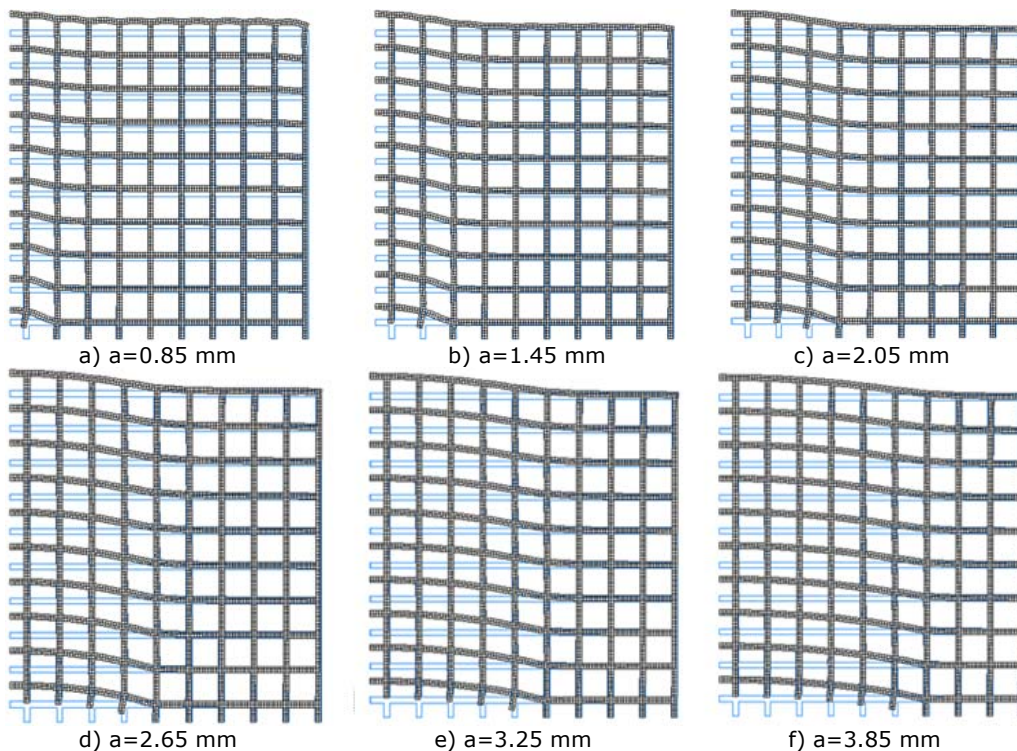 a) a=0.85 mm
b) a=1.45 mm
c) a=2.05 mm
d) a=2.65 mm
e) a=3.25 mm
f) a=3.85 mm